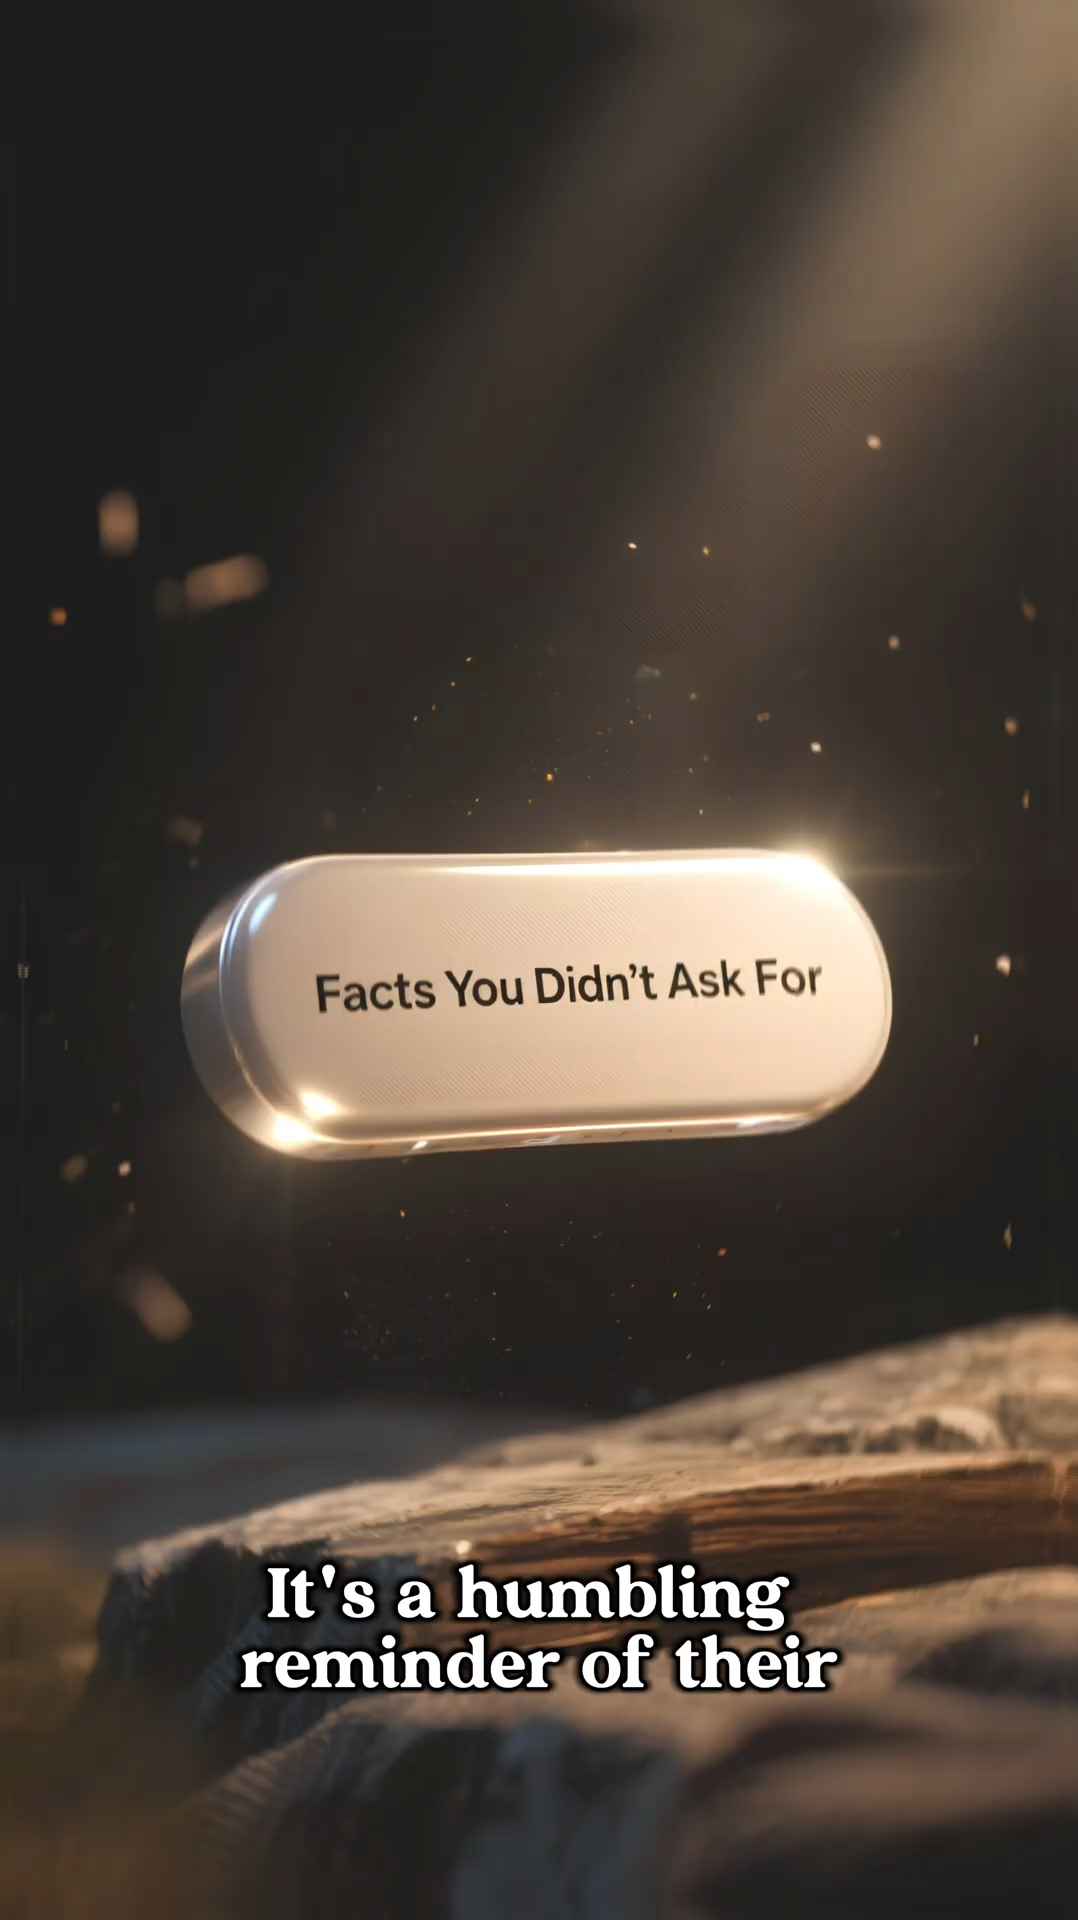 Facts You Didn’t Ask For
It's a humbling
reminder of their